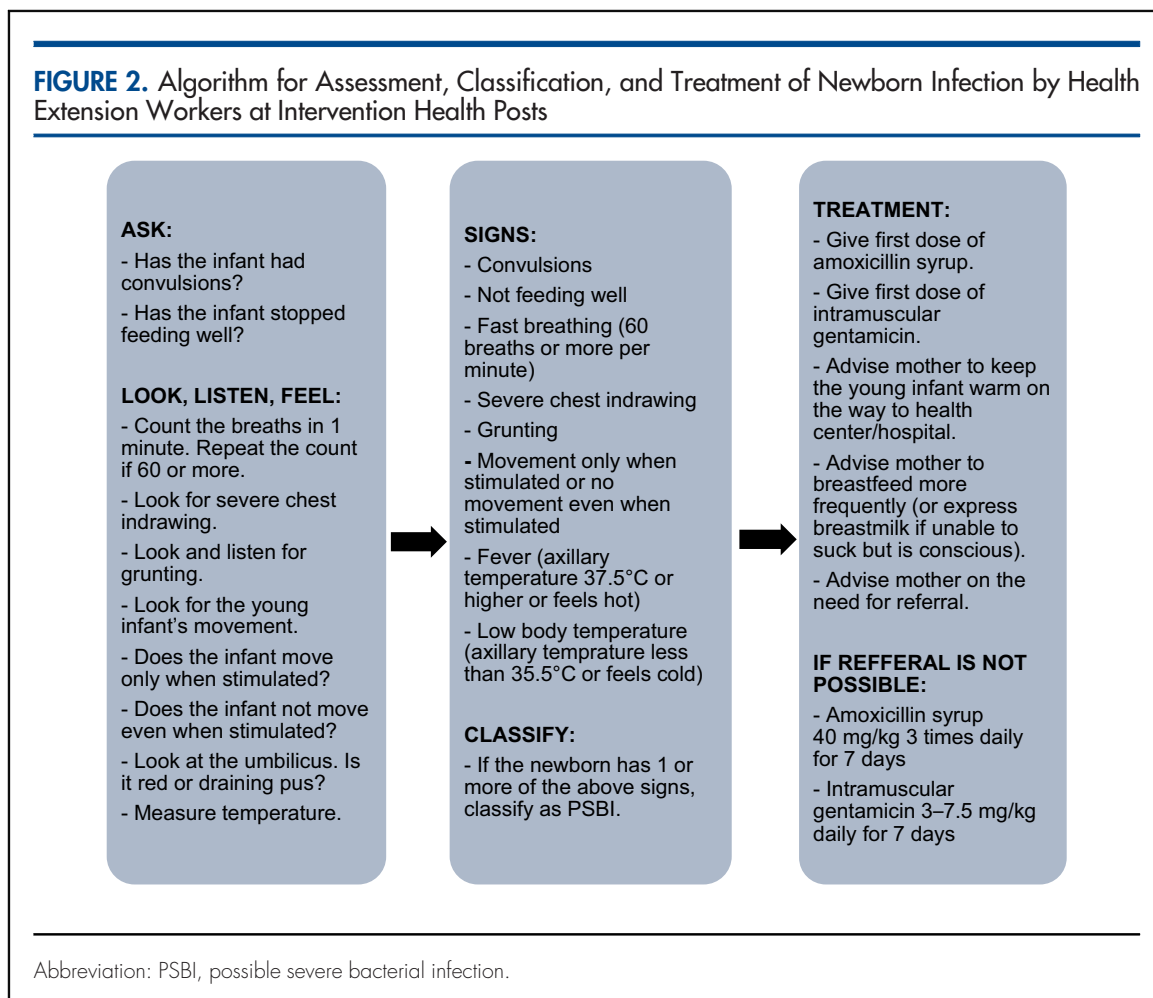 FIGURE 2. Algorithm for Assessment, Classification, and Treatment of Newborn Infection by Health
Extension Workers at Intervention Health Posts
ASK:
- Has the infant had
convulsions?
- Has the infant stopped
feeding well?
LOOK, LISTEN, FEEL:
- Count the breaths in 1
minute. Repeat the count
if 60 or more.
- Look for severe chest
indrawing.
- Look and listen for
grunting.
- Look for the young
infant's movement.
- Does the infant move
only when stimulated?
- Does the infant not move
even when stimulated?
- Look at the umbilicus. Is
it red or draining pus?
- Measure temperature.
SIGNS:
- Convulsions
- Not feeding well
- Fast breathing (60
breaths or more per
minute)
- Severe chest indrawing
- Grunting
- Movement only when
stimulated or no
movement even when
stimulated
- Fever (axillary
temperature 37.5°C or
higher or feels hot)
- Low body temperature
(axillary temprature less
than 35.5°C or feels cold)
CLASSIFY:
- If the newborn has 1 or
more of the above signs,
classify as PSBI.
TREATMENT:
- Give first dose of
amoxicillin syrup.
- Give first dose of
intramuscular
gentamicin.
- Advise mother to keep
the young infant warm on
the way to health
center/hospital.
- Advise mother to
breastfeed more
frequently (or express
breastmilk if unable to
suck but is conscious).
- Advise mother on the
need for referral.
IF REFFERAL IS NOT
POSSIBLE:
- Amoxicillin syrup
40 mg/kg 3 times daily
for 7 days
- Intramuscular
gentamicin 3–7.5 mg/kg
daily for 7 days
Abbreviation: PSBI, possible severe bacterial infection.